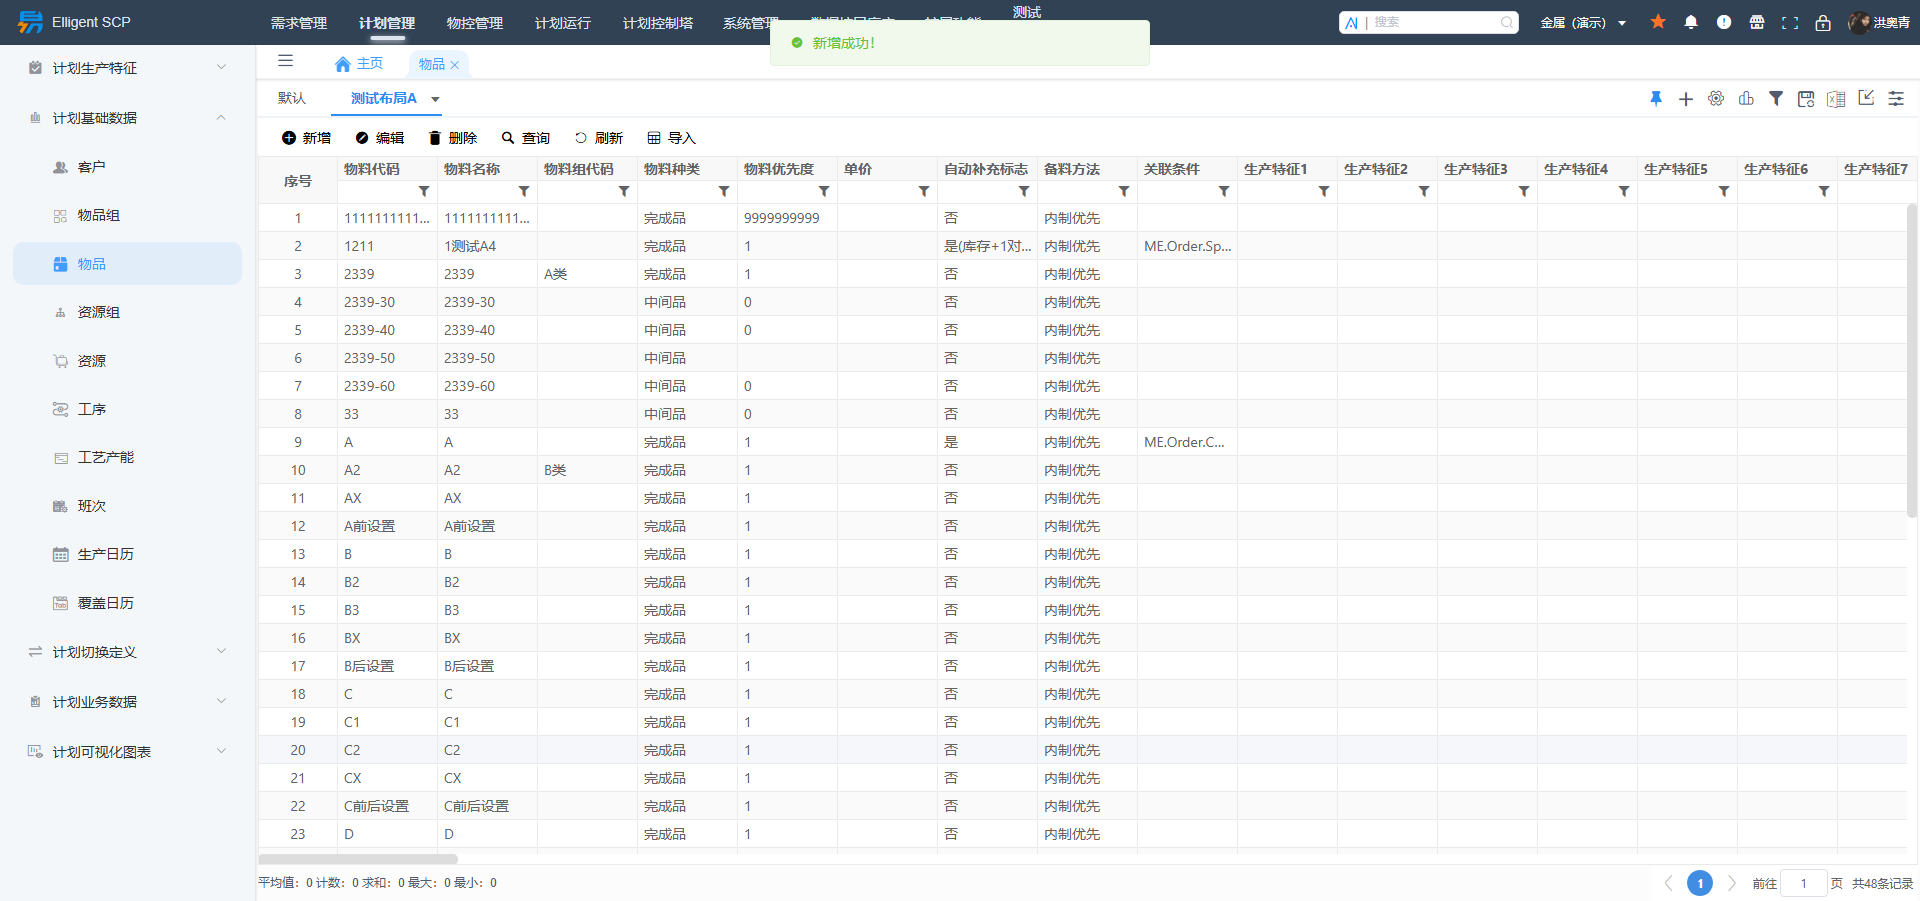 Elligent SCP
需求管理 计划管理 物控管理 计划运行 计划控制塔 系统管理 测试
AI | 搜索
金属（演示）
洪奥青
新增成功！
计划生产特征
计划基础数据
客户
物品组
物品
资源组
资源
工序
工艺产能
班次
生产日历
覆盖日历
计划切换定义
计划业务数据
计划可视化图表
主页 物品
默认 测试布局A
新增 编辑 删除 查询 刷新 导入
序号 物料代码 物料名称 物料组代码 物料种类 物料优先度 单价 自动补充标志 备料方法 关联条件 生产特征1 生产特征2 生产特征3 生产特征4 生产特征5 生产特征6 生产特征7
1 1111111111... 1111111111... 完成品 9999999999 否 内制优先
2 1211 1测试A4 完成品 1 是(库存+1对... 内制优先 ME.Order.Sp...
3 2339 2339 A类 完成品 1 否 内制优先
4 2339-30 2339-30 中间品 0 否 内制优先
5 2339-40 2339-40 中间品 0 否 内制优先
6 2339-50 2339-50 中间品 否 内制优先
7 2339-60 2339-60 中间品 0 否 内制优先
8 33 33 中间品 0 否 内制优先
9 A A 完成品 1 是 内制优先 ME.Order.C...
10 A2 A2 B类 完成品 1 否 内制优先
11 AX AX 完成品 1 否 内制优先
12 A前设置 A前设置 完成品 1 否 内制优先
13 B B 完成品 1 否 内制优先
14 B2 B2 完成品 1 否 内制优先
15 B3 B3 完成品 1 否 内制优先
16 BX BX 完成品 1 否 内制优先
17 B后设置 B后设置 完成品 1 否 内制优先
18 C C 完成品 1 否 内制优先
19 C1 C1 完成品 1 否 内制优先
20 C2 C2 完成品 1 否 内制优先
21 CX CX 完成品 1 否 内制优先
22 C前后设置 C前后设置 完成品 1 否 内制优先
23 D D 完成品 1 否 内制优先
平均值：0 计数：0 求和：0 最大：0 最小：0
1 前往 1 页 共48条记录